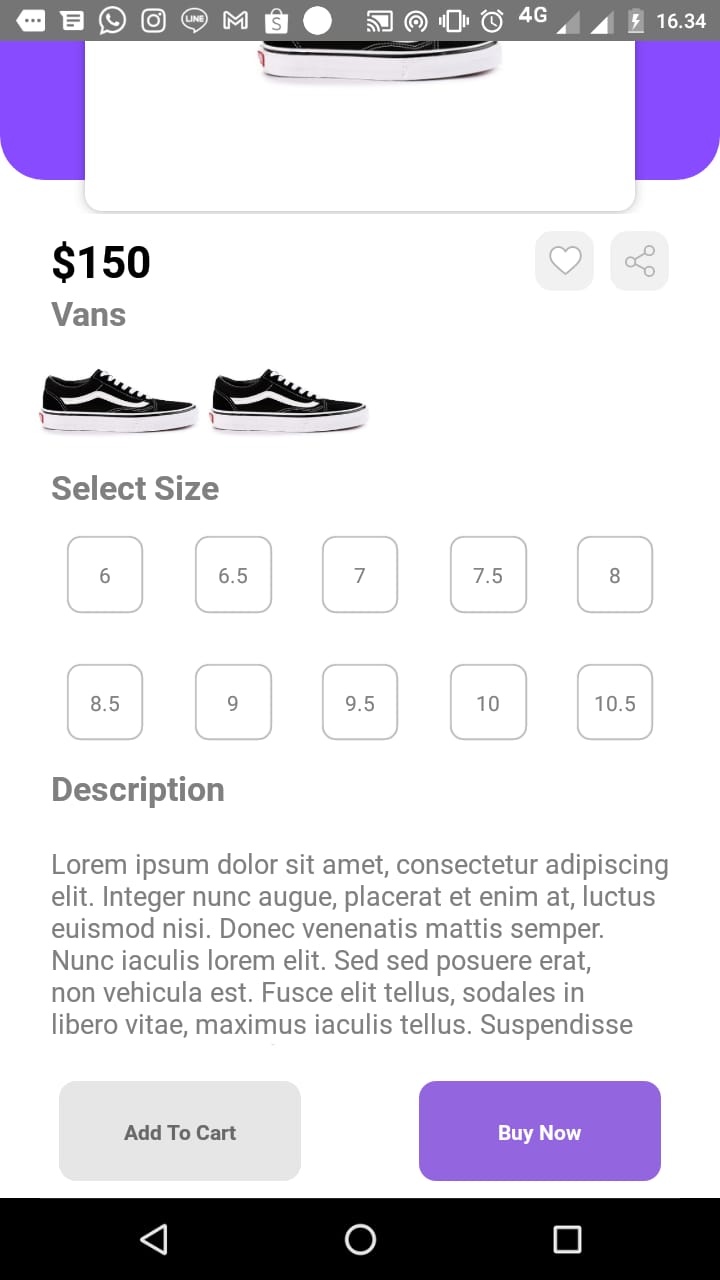 LINE
S
4G
16.34
$150
Vans
Select Size
6 6.5 7 7.5 8
8.5 9 9.5 10 10.5
Description
Lorem ipsum dolor sit amet, consectetur adipiscing
elit. Integer nunc augue, placerat et enim at, luctus
euismod nisi. Donec venenatis mattis semper.
Nunc iaculis lorem elit. Sed sed posuere erat,
non vehicula est. Fusce elit tellus, sodales in
libero vitae, maximus iaculis tellus. Suspendisse
Add To Cart Buy Now